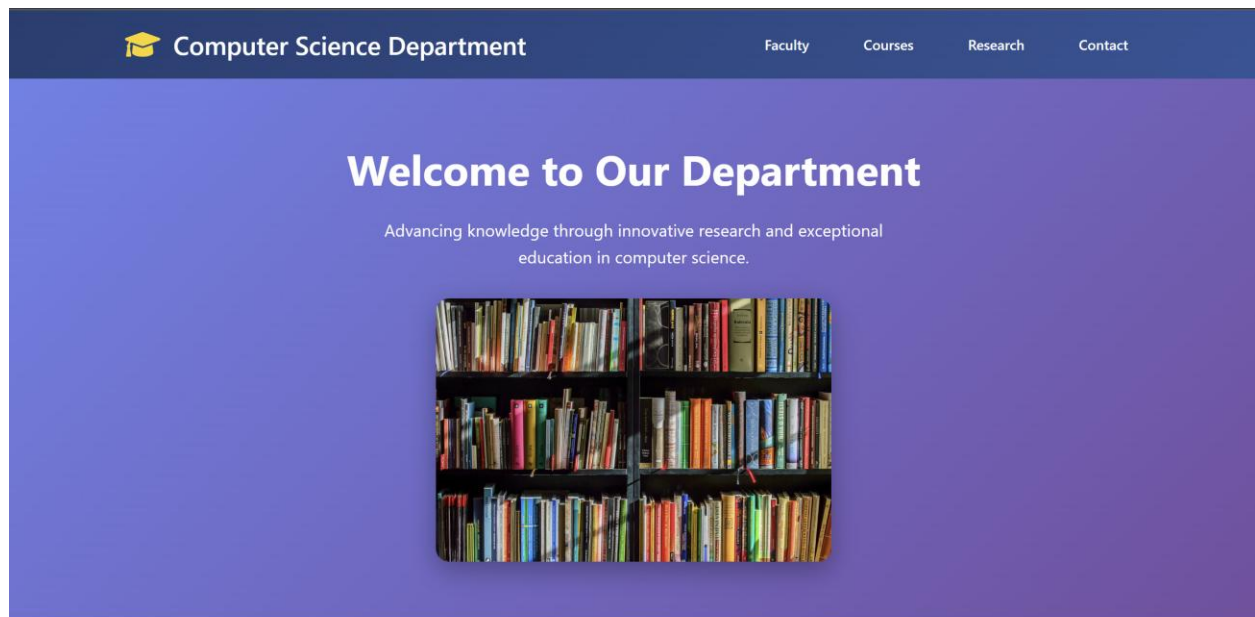 Computer Science Department
Faculty
Courses
Research
Contact
Welcome to Our Department
Advancing knowledge through innovative research and exceptional
education in computer science.